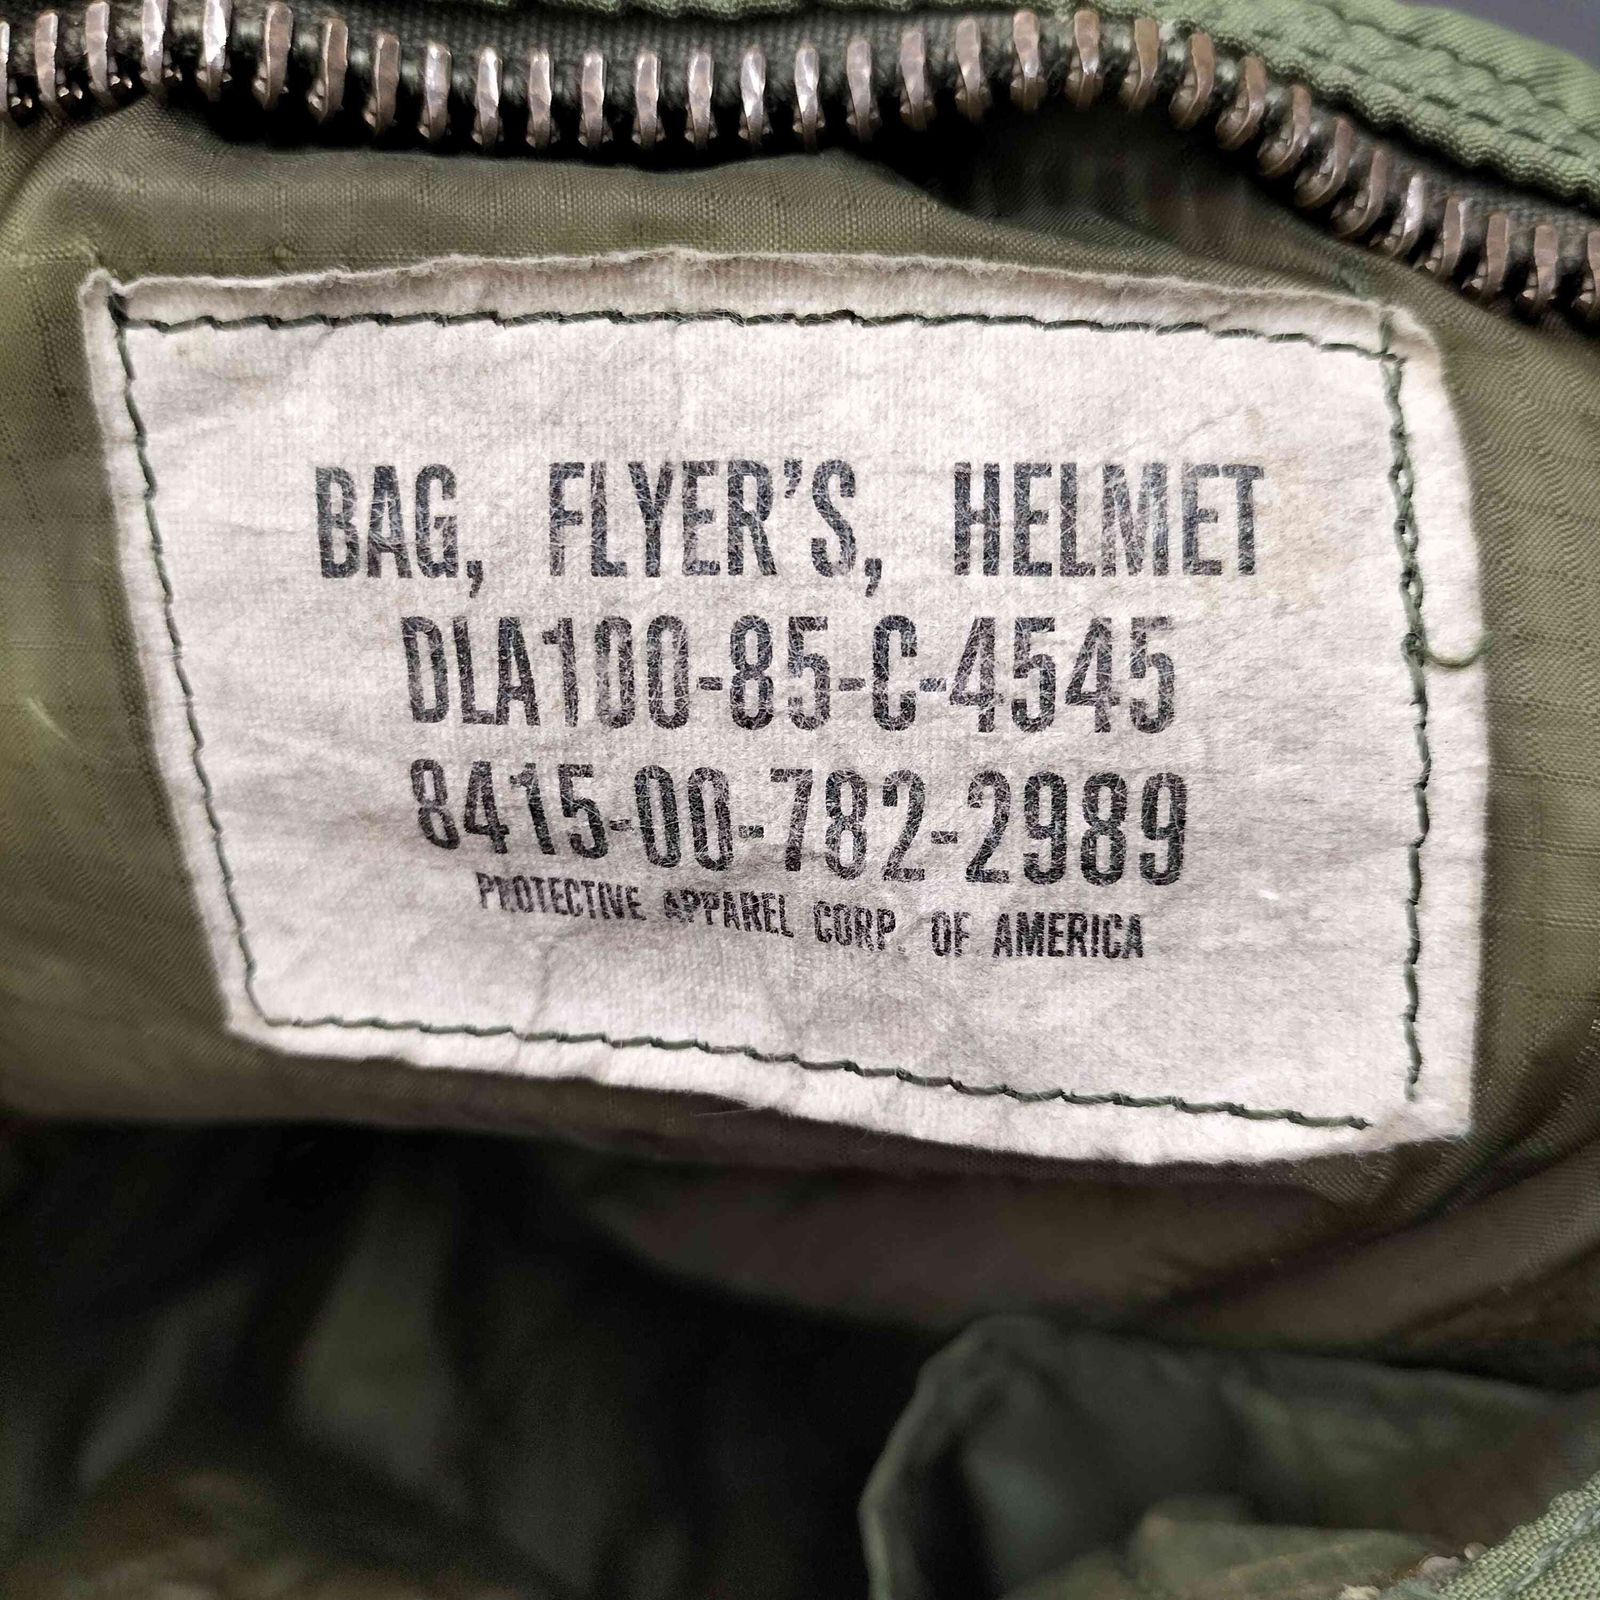 BAG, FLYER'S, HELMET
DLA100-85-C-4545
8415-00-782-2989
PROTECTIVE APPAREL CORP. OF AMERICA